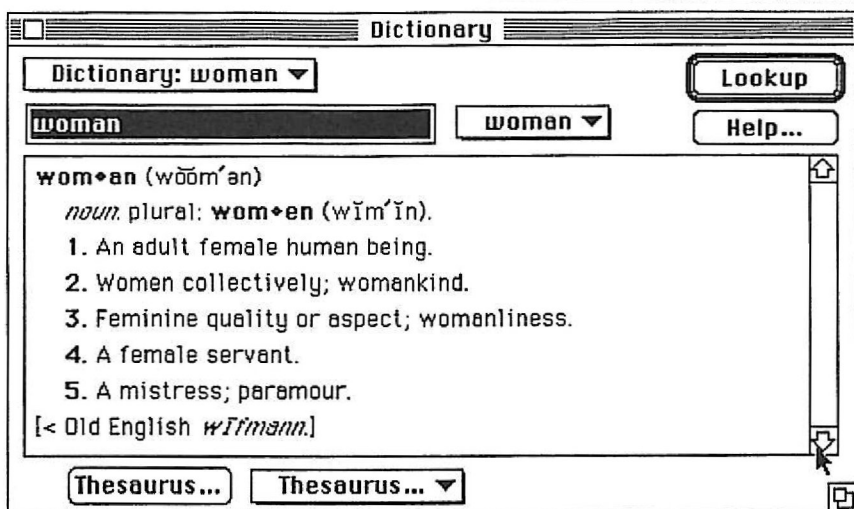 Dictionary
Dictionary: woman
Lookup
woman
woman
Help...
wom◆an (wo͝om′ən)
noun. plural: wom◆en (wĭm′ĭn).
1. An adult female human being.
2. Women collectively; womankind.
3. Feminine quality or aspect; womanliness.
4. A female servant.
5. A mistress; paramour.
[< Old English wīfmann.]
Thesaurus...
Thesaurus...